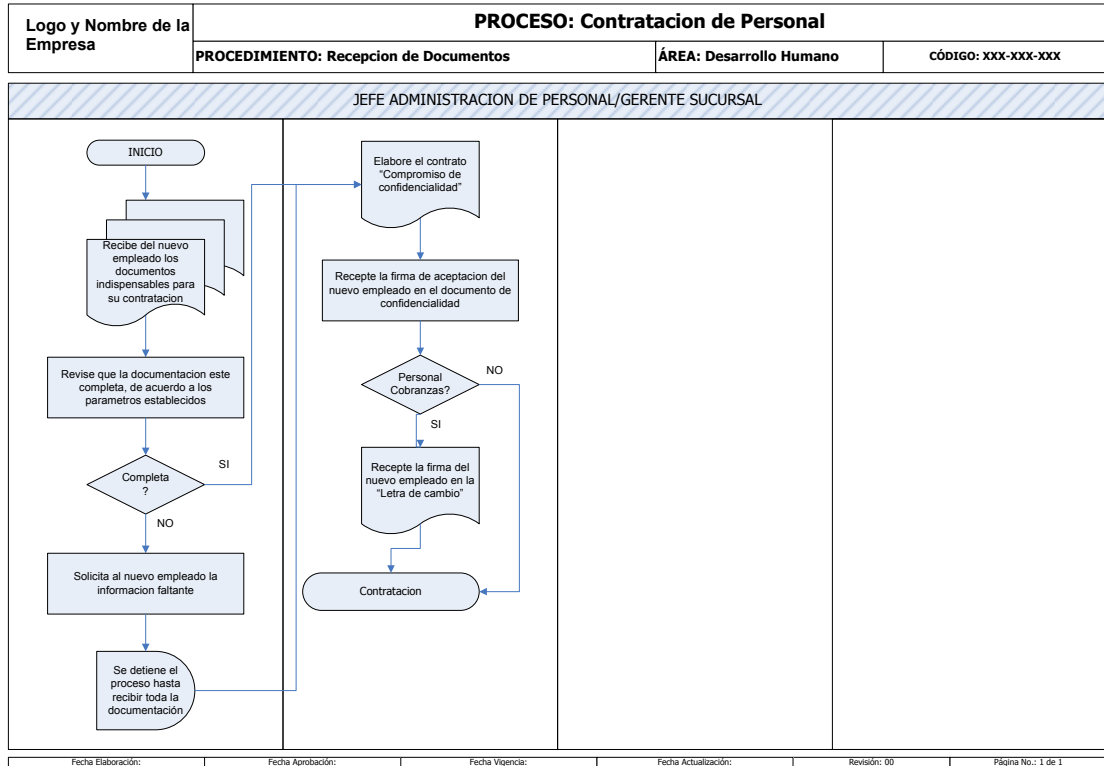 Logo y Nombre de la
Empresa
PROCESO: Contratacion de Personal
PROCEDIMIENTO: Recepcion de Documentos
ÁREA: Desarrollo Humano
CÓDIGO: XXX-XXX-XXX
JEFE ADMINISTRACION DE PERSONAL/GERENTE SUCURSAL
INICIO
Recibe del nuevo
empleado los
documentos
indispensables para
su contratacion
Revise que la documentacion este
completa, de acuerdo a los
parametros establecidos
Completa
?
SI
NO
Solicita al nuevo empleado la
informacion faltante
Se detiene el
proceso hasta
recibir toda la
documentación
Elabore el contrato
“Compromiso de
confidencialidad”
Recepte la firma de aceptacion del
nuevo empleado en el documento de
confidencialidad
Personal
Cobranzas?
NO
SI
Recepte la firma del
nuevo empleado en la
“Letra de cambio”
Contratacion
Fecha Elaboración:
Fecha Aprobación:
Fecha Vigencia:
Fecha Actualización:
Revisión: 00
Página No.: 1 de 1